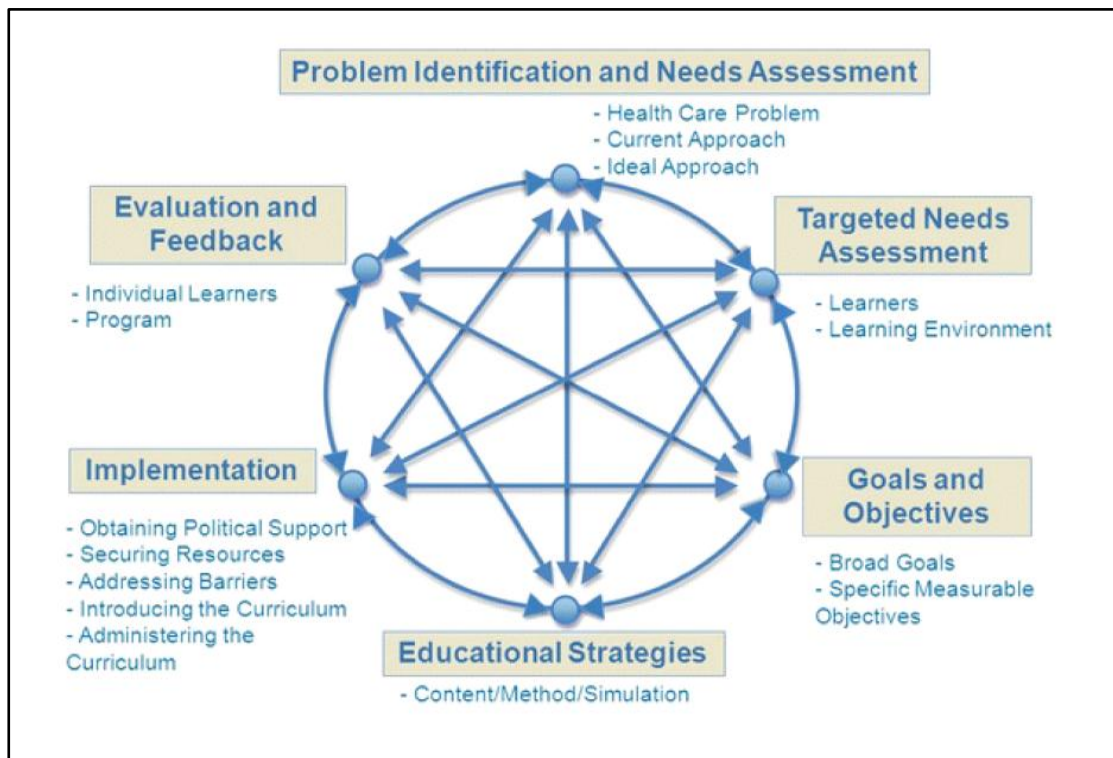 Problem Identification and Needs Assessment
- Health Care Problem
- Current Approach
- Ideal Approach
Targeted Needs
Assessment
- Learners
- Learning Environment
Goals and
Objectives
- Broad Goals
- Specific Measurable
Objectives
Educational Strategies
- Content/Method/Simulation
Implementation
- Obtaining Political Support
- Securing Resources
- Addressing Barriers
- Introducing the Curriculum
- Administering the
Curriculum
Evaluation and
Feedback
- Individual Learners
- Program